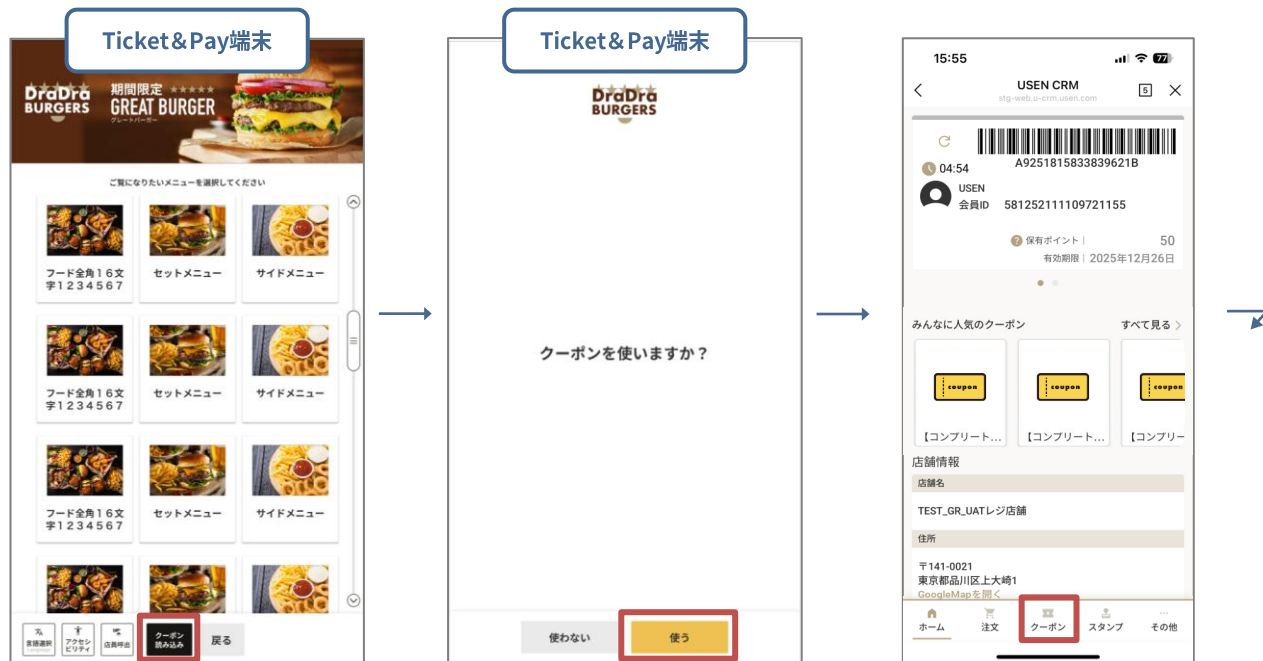 Ticket&Pay端末
DraDra
BURGERS
期間限定 ★★★★★
GREAT BURGER
グレートバーガー
ご覧になりたいメニューを選択してください
フード全角16文
字1234567
セットメニュー
サイドメニュー
フード全角16文
字1234567
セットメニュー
サイドメニュー
フード全角16文
字1234567
セットメニュー
サイドメニュー
言語選択
Language
アクセシ
ビリティ
店員呼出
クーポン
読み込み
戻る
Ticket&Pay端末
DraDra
BURGERS
クーポンを使いますか？
使わない
使う
15:55
77
USEN CRM
stg-web.u-crm.usen.com
5
A9251815833839621B
04:54
USEN
会員ID 581252111109721155
保有ポイント | 50
有効期限 | 2025年12月26日
みんなに人気のクーポン すべて見る
coupon
coupon
coupon
【コンプリート...
【コンプリート...
【コンプリー
店舗情報
店舗名
TEST_GR_UATレジ店舗
住所
〒141-0021
東京都品川区上大崎1
GoogleMapを開く
ホーム
注文
クーポン
スタンプ
その他